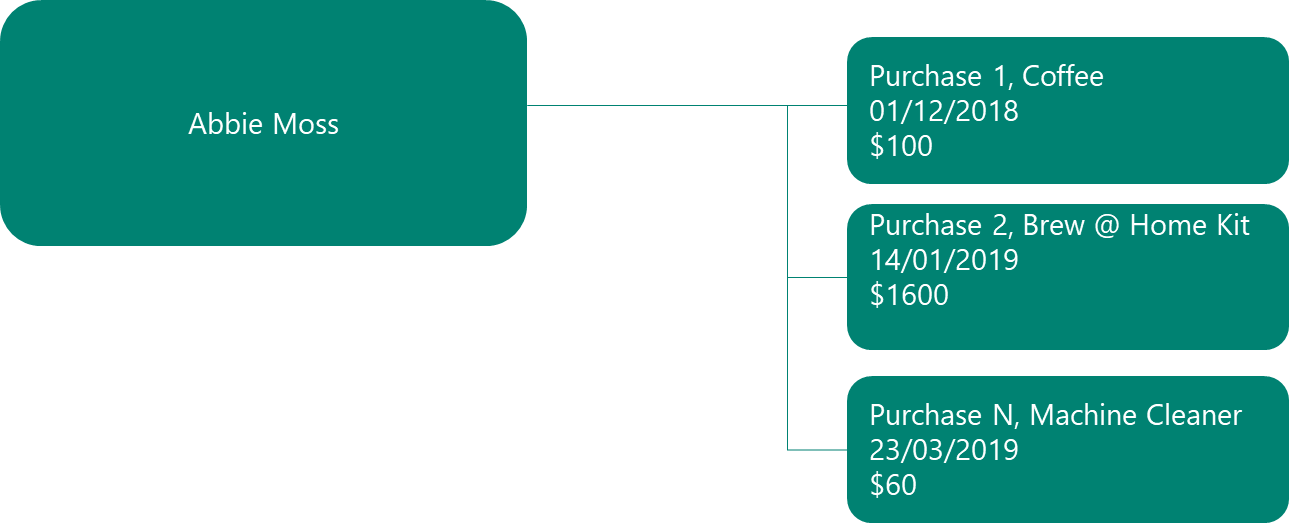 Abbie Moss
Purchase 1, Coffee
01/12/2018
$100
Purchase 2, Brew @ Home Kit
14/01/2019
$1600
Purchase N, Machine Cleaner
23/03/2019
$60